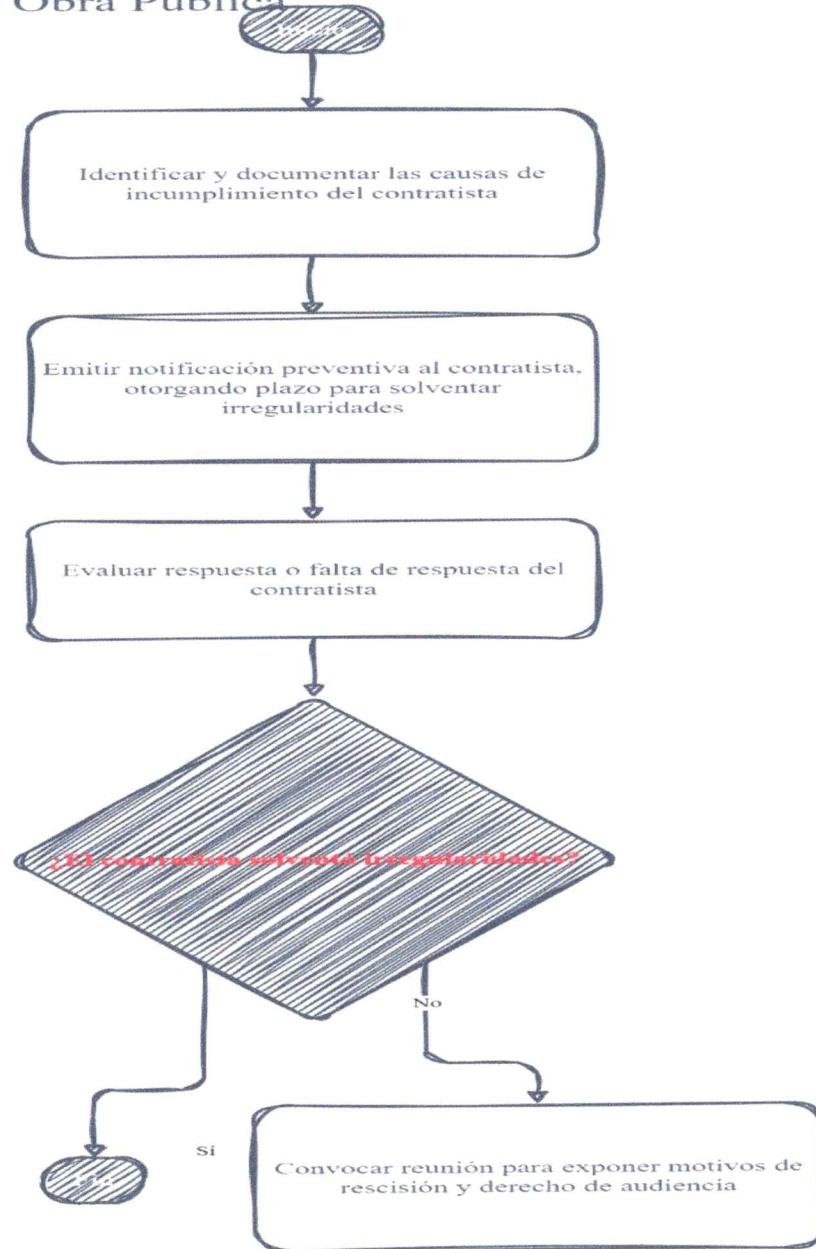 Obra Pública
Inicio
Identificar y documentar las causas de
incumplimiento del contratista
Emitir notificación preventiva al contratista,
otorgando plazo para solventar
irregularidades
Evaluar respuesta o falta de respuesta del
contratista
¿El contratista solventó irregularidades?
No
Sí
Fin
Convocar reunión para exponer motivos de
rescisión y derecho de audiencia